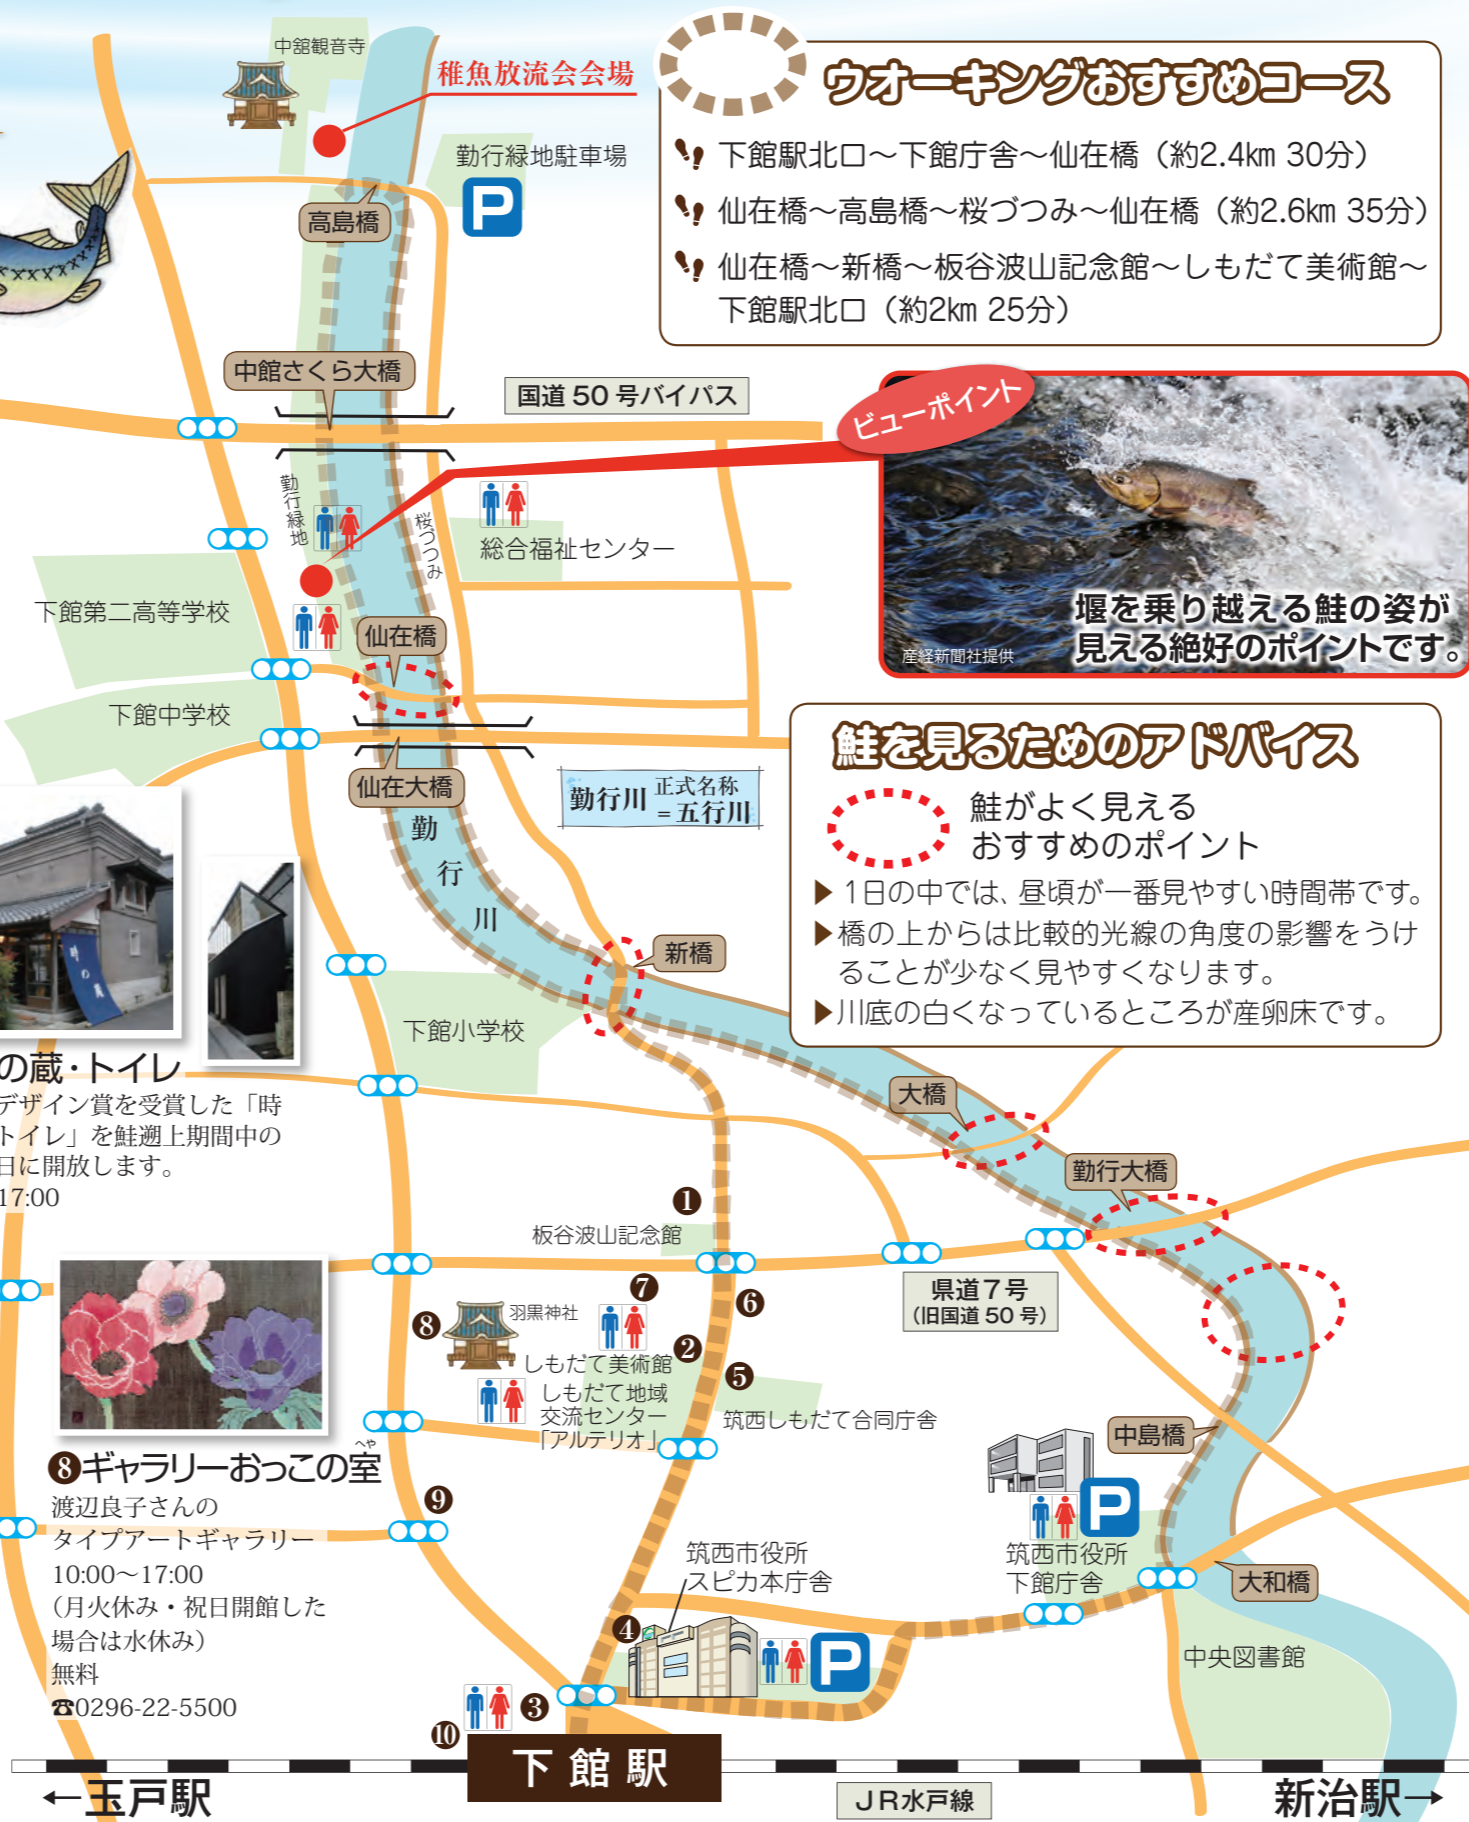 中舘観音寺
稚魚放流会会場
勤行緑地駐車場
P
高島橋
ウオーキングおすすめコース
下館駅北口～下館庁舎～仙在橋（約2.4km 30分）
仙在橋～高島橋～桜づつみ～仙在橋（約2.6km 35分）
仙在橋～新橋～板谷波山記念館～しもだて美術館～
下館駅北口（約2km 25分）
中館さくら大橋
国道50号バイパス
ビューポイント
堰を乗り越える鮭の姿が
見える絶好のポイントです。
産経新聞社提供
勤行緑地
桜づつみ
総合福祉センター
下館第二高等学校
仙在橋
下館中学校
仙在大橋
勤行川 正式名称
＝五行川
勤行川
鮭を見るためのアドバイス
鮭がよく見える
おすすめのポイント
▶1日の中では、昼頃が一番見やすい時間帯です。
▶橋の上からは比較的光線の角度の影響をうけ
ることが少なく見やすくなります。
▶川底の白くなっているところが産卵床です。
新橋
下館小学校
時の蔵
の蔵・トイレ
デザイン賞を受賞した「時
トイレ」を鮭遡上期間中の
日に開放します。
17:00
大橋
勤行大橋
❶
板谷波山記念館
県道7号
（旧国道50号）
❼
❻
❽
羽黒神社
❷
しもだて美術館
❺
しもだて地域
交流センター
「アルテリオ」
筑西しもだて合同庁舎
中島橋
❽ギャラリーおっこの室
へや
渡辺良子さんの
タイプアートギャラリー
10:00～17:00
（月火休み・祝日開館した
場合は水休み）
無料
☎0296-22-5500
❾
P
筑西市役所
スピカ本庁舎
筑西市役所
下館庁舎
大和橋
❹
P
中央図書館
❸
❿
下館駅
←玉戸駅
JR水戸線
新治駅→